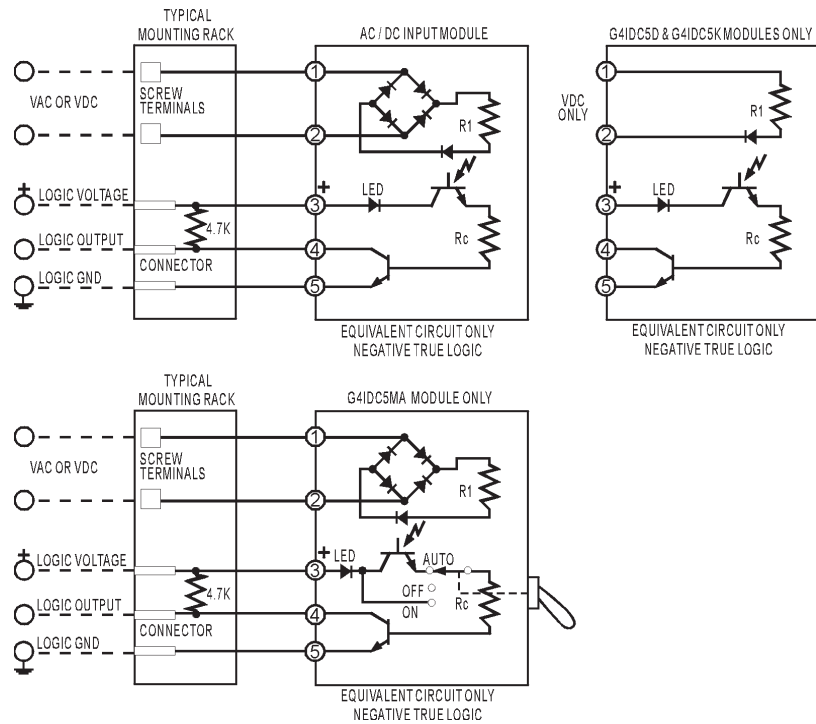 TYPICAL
MOUNTING RACK
AC / DC INPUT MODULE
G4IDC5D & G4IDC5K MODULES ONLY
1
SCREW
TERMINALS
VAC OR VDC
R1
2
1
VDC
ONLY
R1
2
+
LOGIC VOLTAGE
4.7K
LOGIC OUTPUT
CONNECTOR
LOGIC GND
+
3
LED
4
Rc
5
+
3
LED
4
Rc
5
EQUIVALENT CIRCUIT ONLY
NEGATIVE TRUE LOGIC
EQUIVALENT CIRCUIT ONLY
NEGATIVE TRUE LOGIC
TYPICAL
MOUNTING RACK
G4IDC5MA MODULE ONLY
1
SCREW
TERMINALS
VAC OR VDC
R1
2
+
LOGIC VOLTAGE
4.7K
LOGIC OUTPUT
CONNECTOR
LOGIC GND
+
3
LED
AUTO
OFF
ON
Rc
4
5
EQUIVALENT CIRCUIT ONLY
NEGATIVE TRUE LOGIC